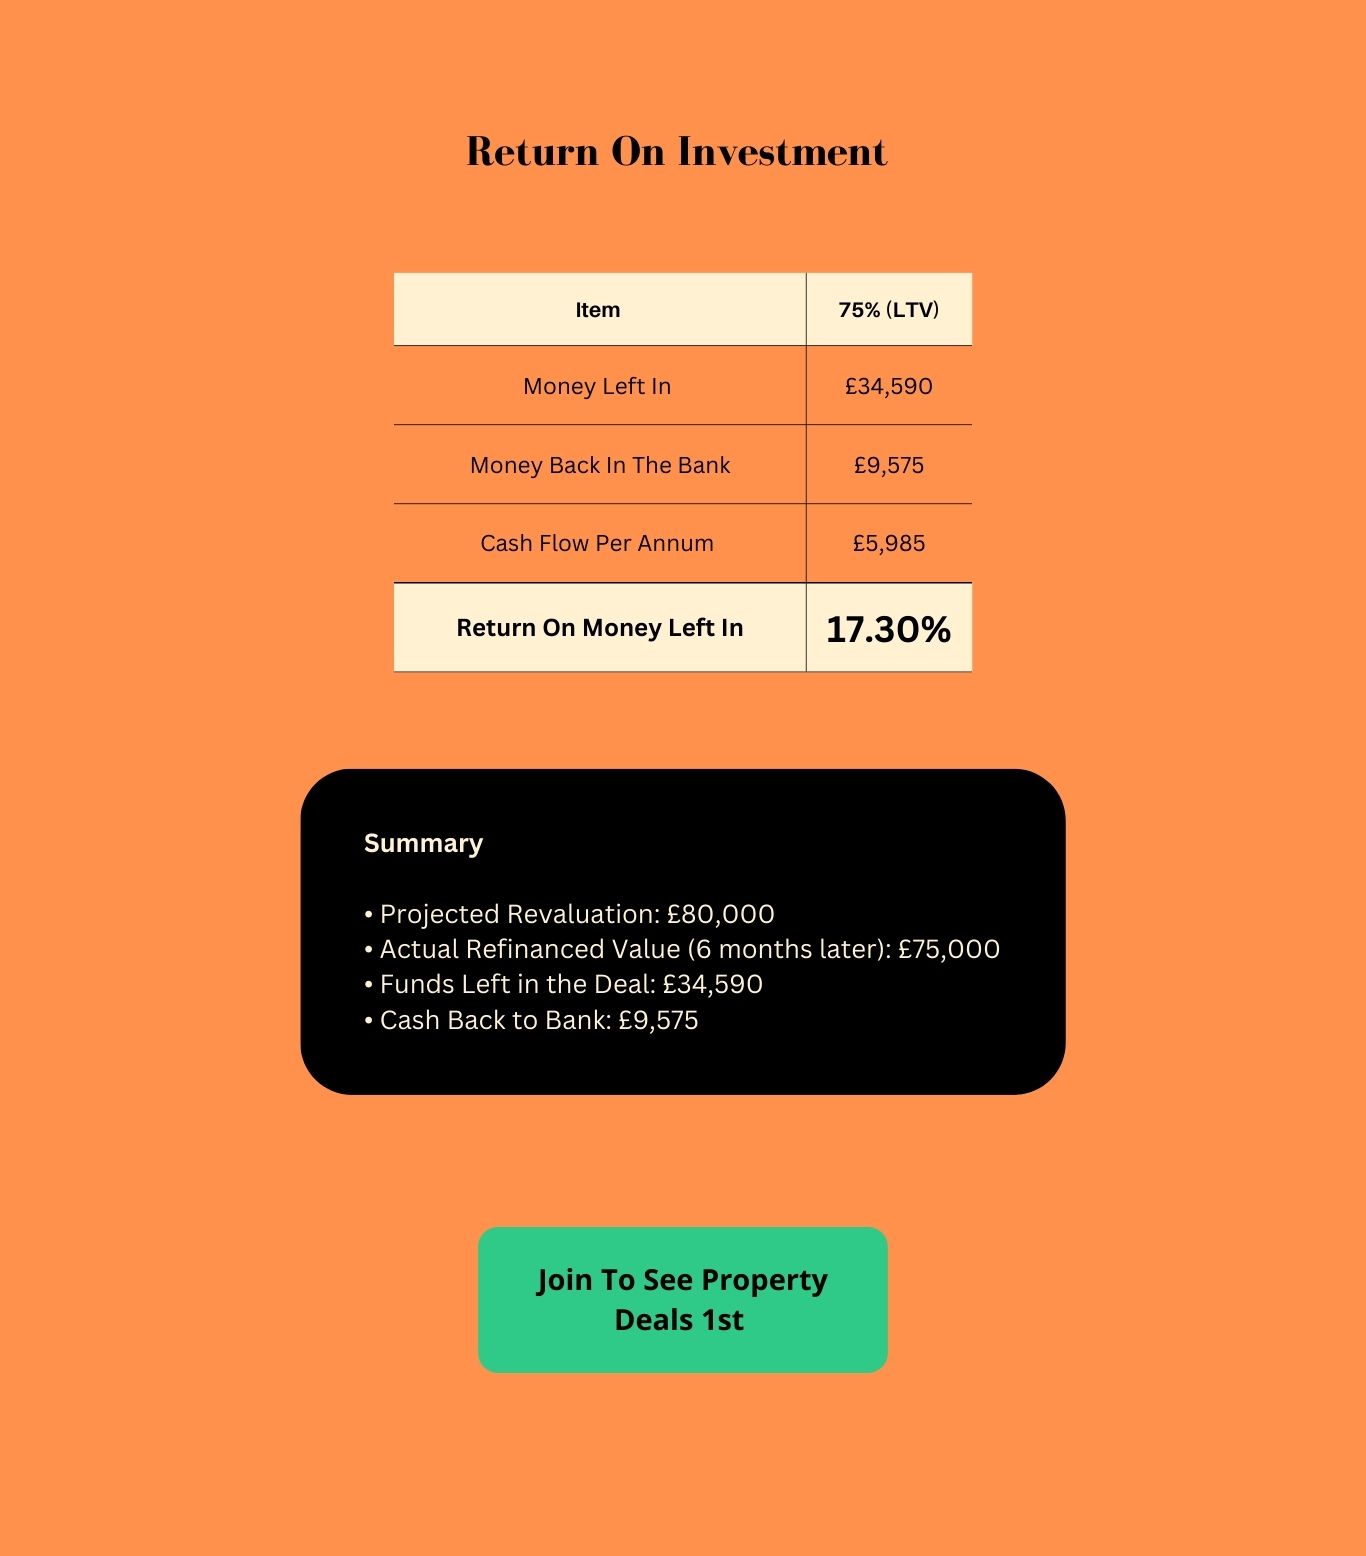 Return On Investment
Item 75% (LTV)
Money Left In £34,590
Money Back In The Bank £9,575
Cash Flow Per Annum £5,985
Return On Money Left In 17.30%
Summary
• Projected Revaluation: £80,000
• Actual Refinanced Value (6 months later): £75,000
• Funds Left in the Deal: £34,590
• Cash Back to Bank: £9,575
Join To See Property
Deals 1st